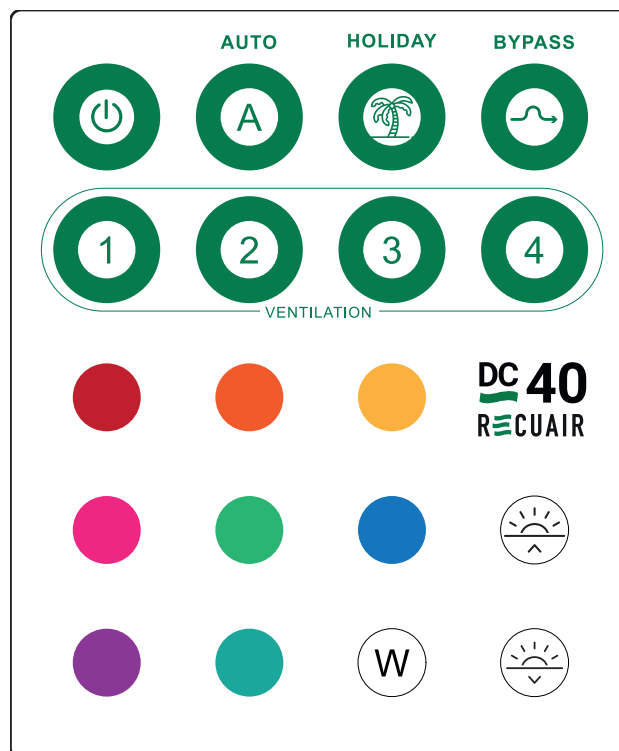 AUTO HOLIDAY BYPASS
A
1 2 3 4
VENTILATION
DC 40
RECUAIR
W